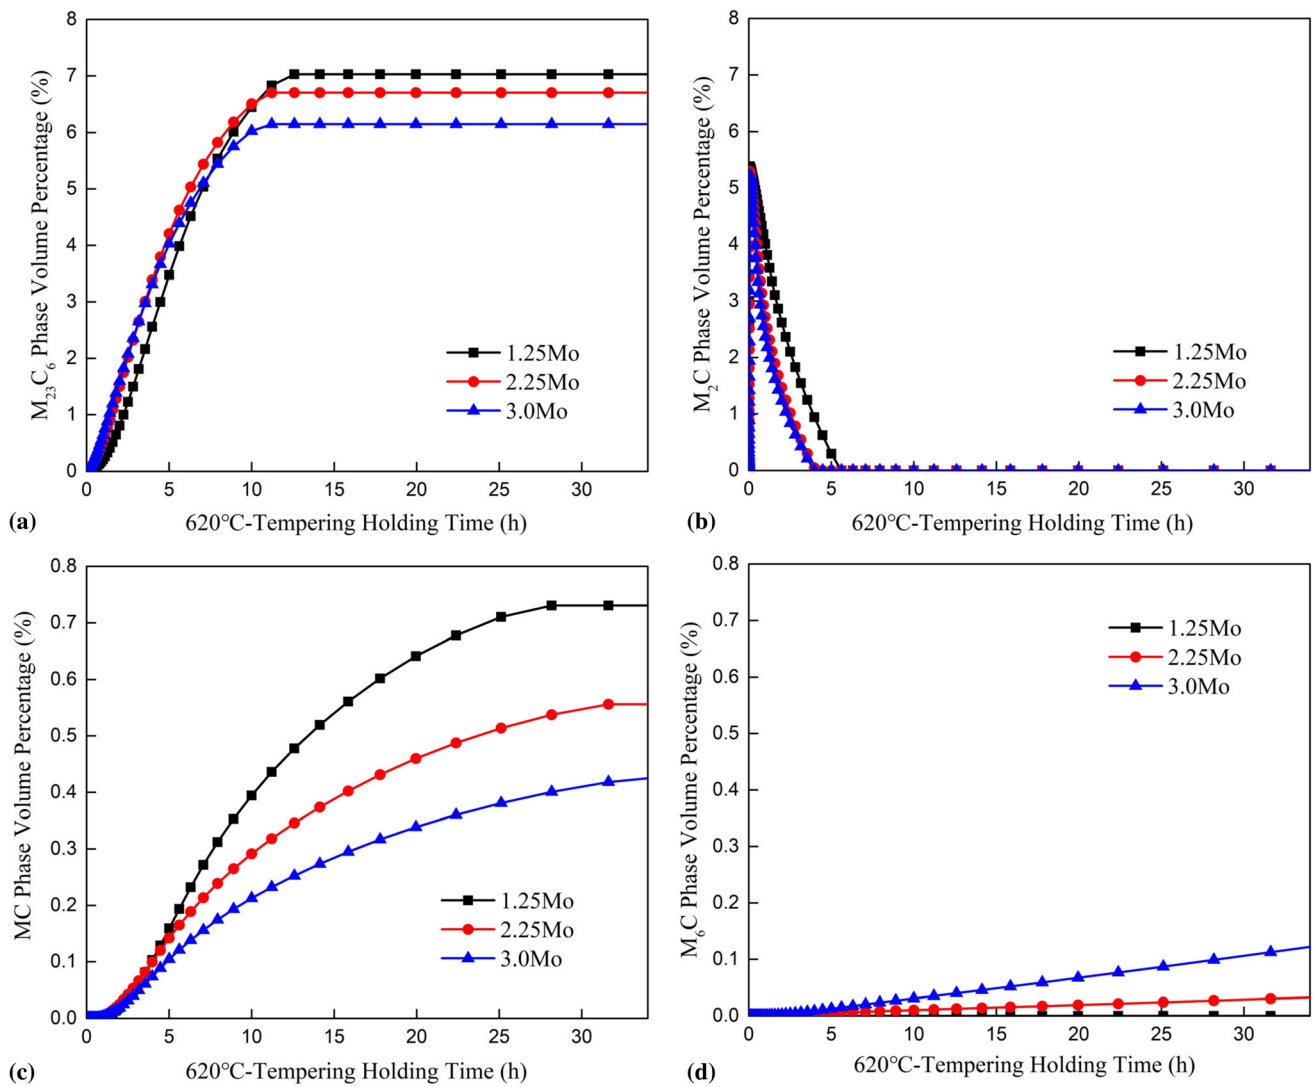 8
7
6
5
4
3
2
1
0
M₂₃C₆ Phase Volume Percentage (%)
1.25Mo
2.25Mo
3.0Mo
0 5 10 15 20 25 30
620℃-Tempering Holding Time (h)
(a)
8
7
6
5
4
3
2
1
0
M₂C Phase Volume Percentage (%)
1.25Mo
2.25Mo
3.0Mo
0 5 10 15 20 25 30
620℃-Tempering Holding Time (h)
(b)
0.8
0.7
0.6
0.5
0.4
0.3
0.2
0.1
0.0
MC Phase Volume Percentage (%)
1.25Mo
2.25Mo
3.0Mo
0 5 10 15 20 25 30
620℃-Tempering Holding Time (h)
(c)
0.8
0.7
0.6
0.5
0.4
0.3
0.2
0.1
0.0
M₆C Phase Volume Percentage (%)
1.25Mo
2.25Mo
3.0Mo
0 5 10 15 20 25 30
620℃-Tempering Holding Time (h)
(d)